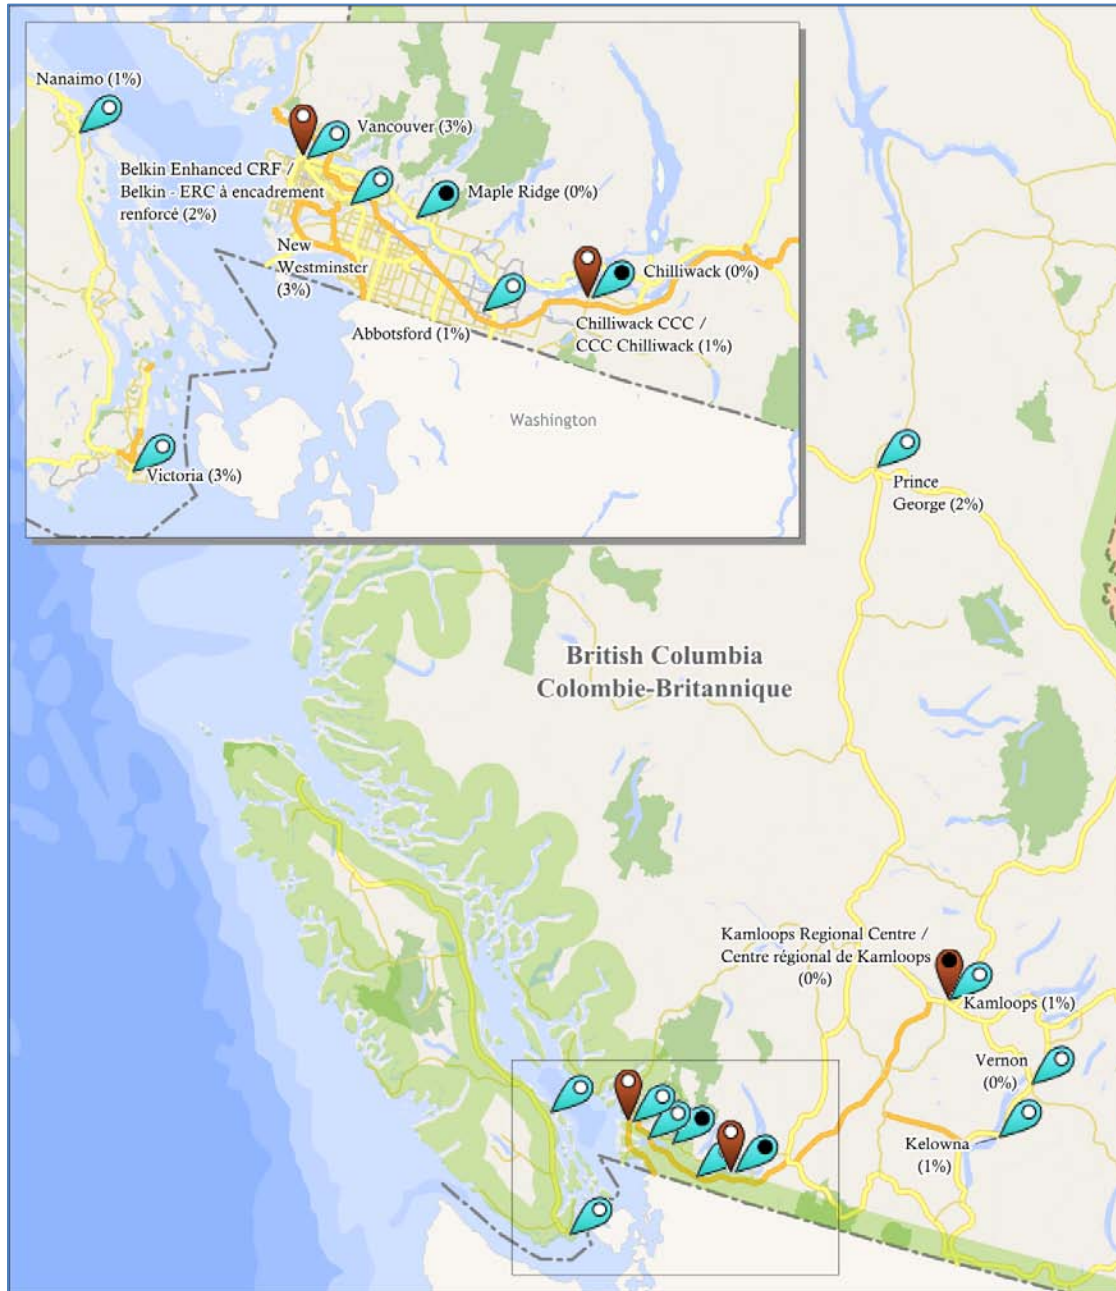 Nanaimo (1%)
Vancouver (3%)
Belkin Enhanced CRF /
Belkin - ERC à encadrement
renforcé (2%)
Maple Ridge (0%)
New
Westminster
(3%)
Chilliwack (0%)
Abbotsford (1%)
Chilliwack CCC /
CCC Chilliwack (1%)
Washington
Victoria (3%)
Prince
George (2%)
British Columbia
Colombie-Britannique
Kamloops Regional Centre /
Centre régional de Kamloops
(0%)
Kamloops (1%)
Vernon
(0%)
Kelowna
(1%)